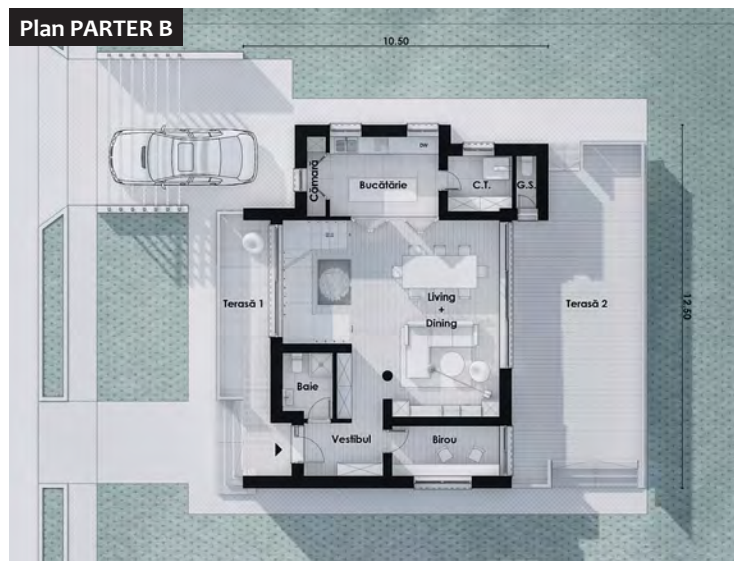 Plan PARTER B
10.50
Cămară
Bucătărie
C.T.
G.S.
Terasă 1
Living
+
Dining
Terasă 2
12.50
Baie
Vestibul
Birou